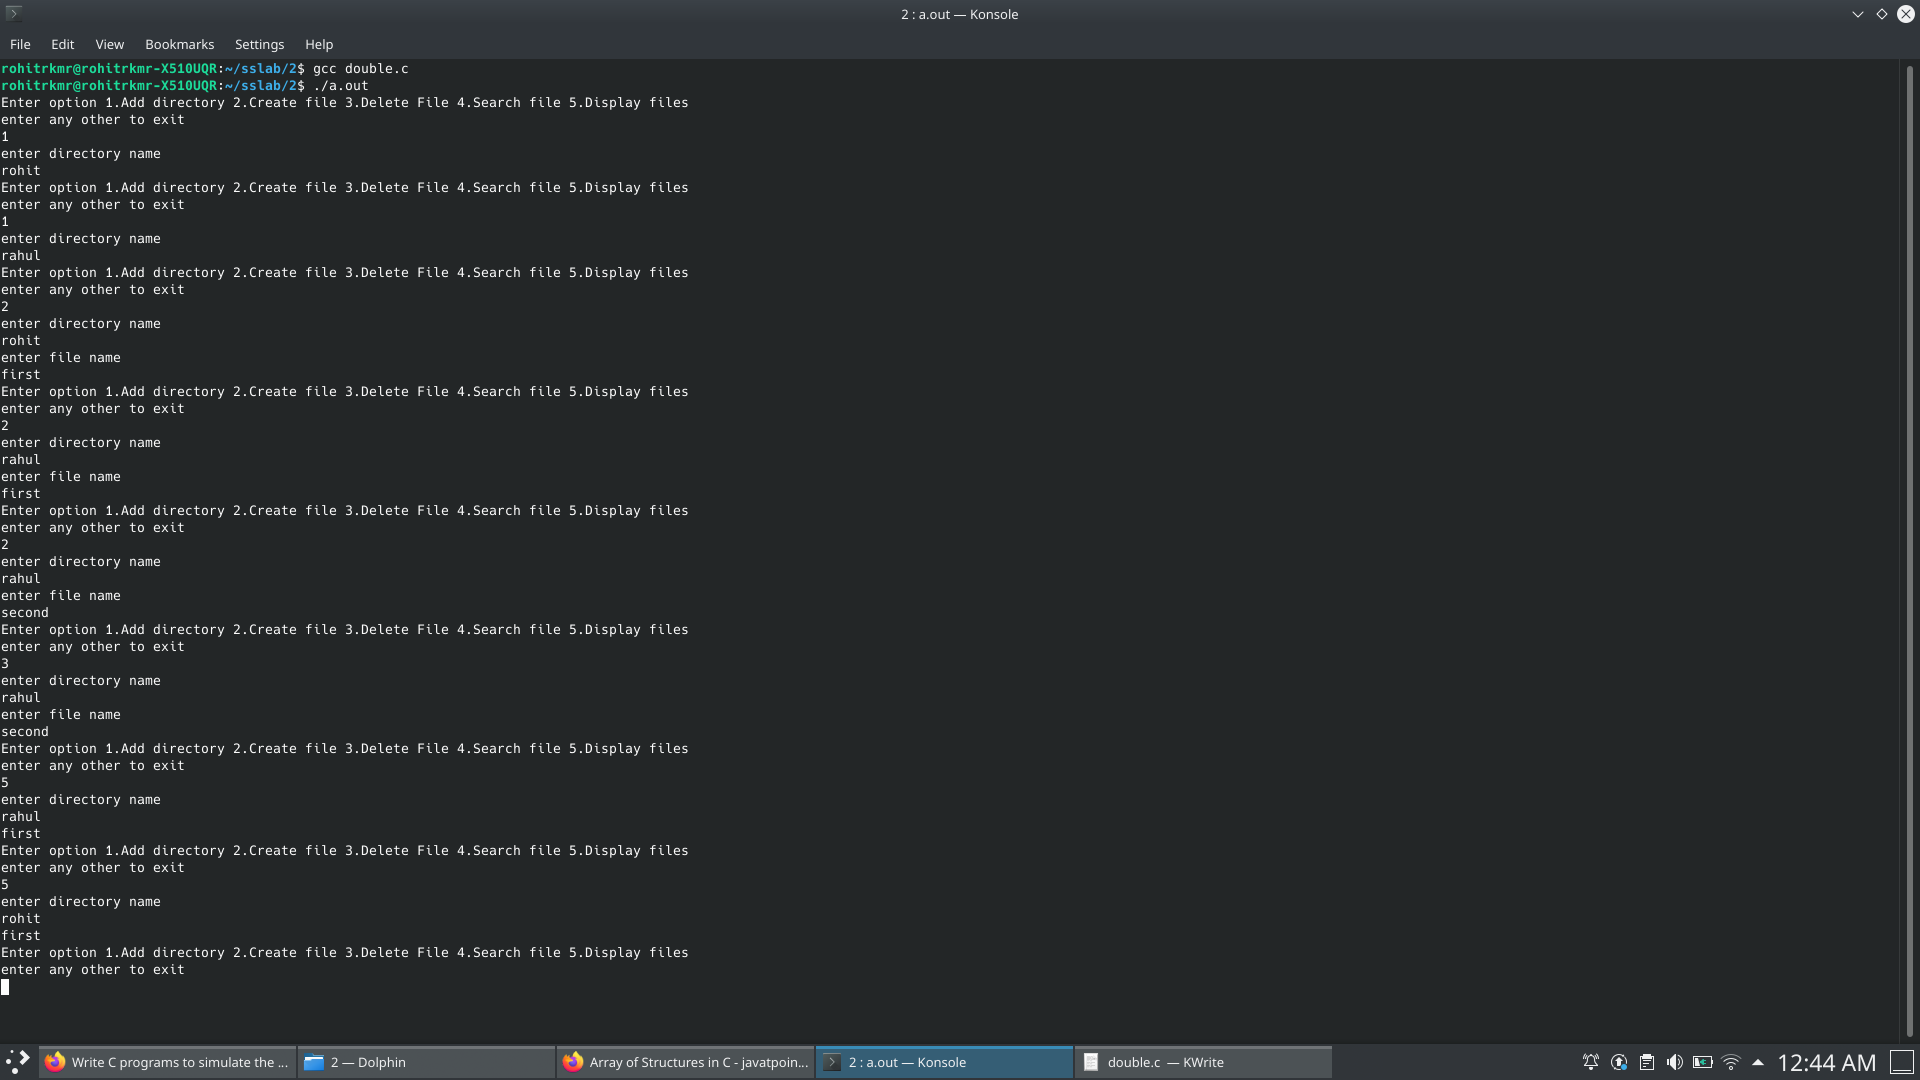 2 : a.out — Konsole
File Edit View Bookmarks Settings Help
rohitrkmr@rohitrkmr-X510UQR:~/sslab/2$ gcc double.c
rohitrkmr@rohitrkmr-X510UQR:~/sslab/2$ ./a.out
Enter option 1.Add directory 2.Create file 3.Delete File 4.Search file 5.Display files
enter any other to exit
1
enter directory name
rohit
Enter option 1.Add directory 2.Create file 3.Delete File 4.Search file 5.Display files
enter any other to exit
1
enter directory name
rahul
Enter option 1.Add directory 2.Create file 3.Delete File 4.Search file 5.Display files
enter any other to exit
2
enter directory name
rohit
enter file name
first
Enter option 1.Add directory 2.Create file 3.Delete File 4.Search file 5.Display files
enter any other to exit
2
enter directory name
rahul
enter file name
first
Enter option 1.Add directory 2.Create file 3.Delete File 4.Search file 5.Display files
enter any other to exit
2
enter directory name
rahul
enter file name
second
Enter option 1.Add directory 2.Create file 3.Delete File 4.Search file 5.Display files
enter any other to exit
3
enter directory name
rahul
enter file name
second
Enter option 1.Add directory 2.Create file 3.Delete File 4.Search file 5.Display files
enter any other to exit
5
enter directory name
rahul
first
Enter option 1.Add directory 2.Create file 3.Delete File 4.Search file 5.Display files
enter any other to exit
5
enter directory name
rohit
first
Enter option 1.Add directory 2.Create file 3.Delete File 4.Search file 5.Display files
enter any other to exit
Write C programs to simulate the ... 2 — Dolphin Array of Structures in C - javatpoin... 2 : a.out — Konsole double.c — KWrite 12:44 AM